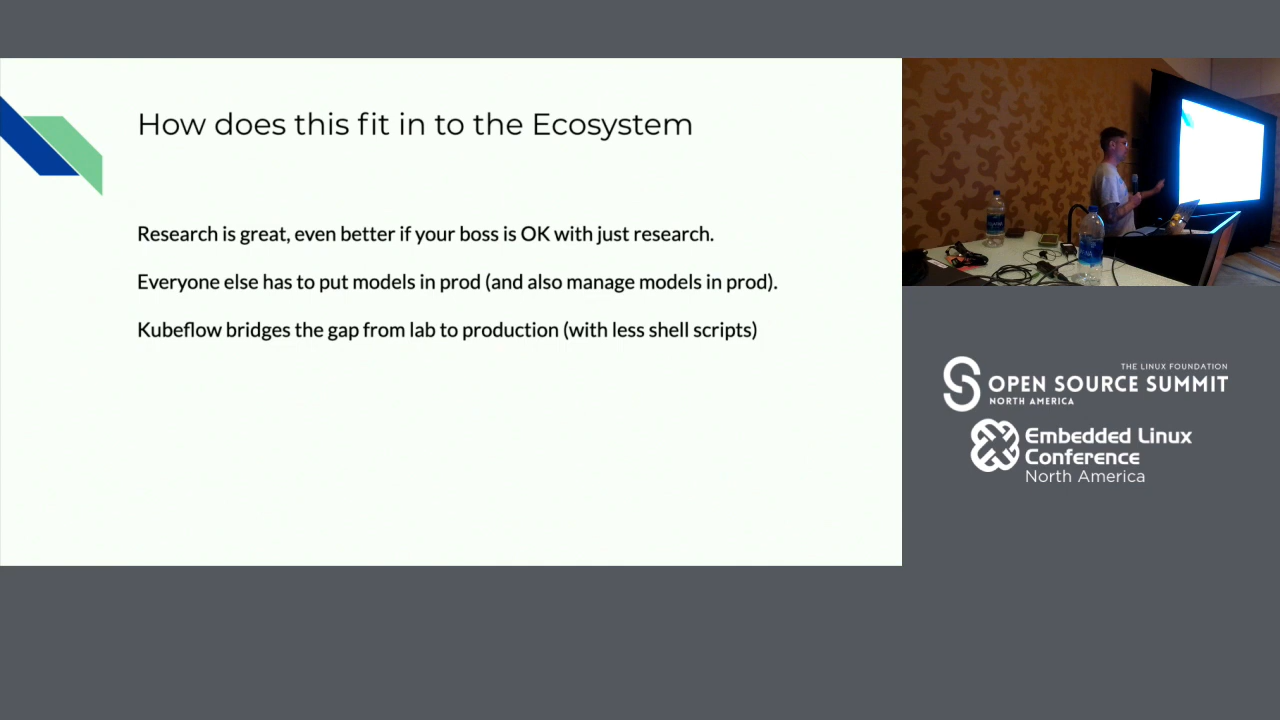 How does this fit in to the Ecosystem
Research is great, even better if your boss is OK with just research.
Everyone else has to put models in prod (and also manage models in prod).
Kubeflow bridges the gap from lab to production (with less shell scripts)
THE LINUX FOUNDATION
OPEN SOURCE SUMMIT
NORTH AMERICA
Embedded Linux
Conference
North America